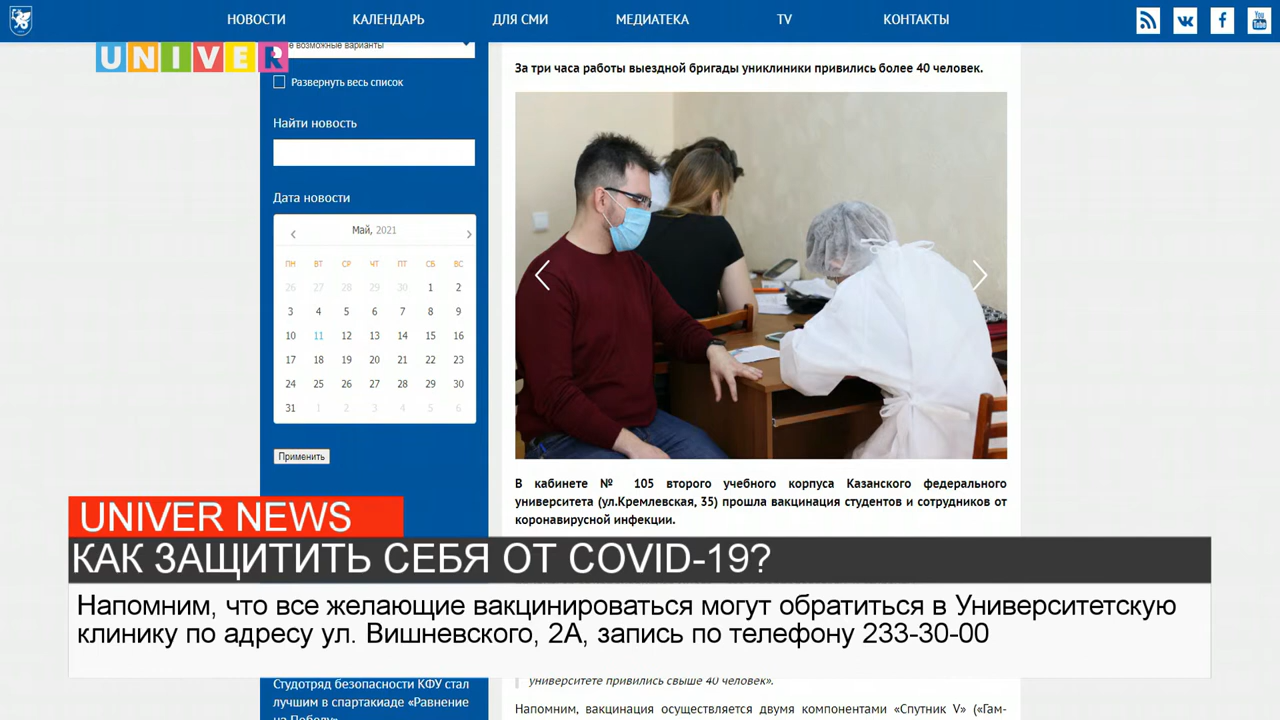 НОВОСТИ КАЛЕНДАРЬ ДЛЯ СМИ МЕДИАТЕКА TV КОНТАКТЫ
You Tube
UNIVER
е возможные варианты
Развернуть весь список
Найти новость
Дата новости
Май, 2021
ПН ВТ СР ЧТ ПТ СБ ВС
26 27 28 29 30 1 2
3 4 5 6 7 8 9
10 11 12 13 14 15 16
17 18 19 20 21 22 23
24 25 26 27 28 29 30
31 1 2 3 4 5 6
Применить
За три часа работы выездной бригады униклиники привились более 40 человек.
В кабинете № 105 второго учебного корпуса Казанского федерального
университета (ул.Кремлевская, 35) прошла вакцинация студентов и сотрудников от
коронавирусной инфекции.
UNIVER NEWS
КАК ЗАЩИТИТЬ СЕБЯ ОТ COVID-19?
Напомним, что все желающие вакцинироваться могут обратиться в Университетскую
клинику по адресу ул. Вишневского, 2А, запись по телефону 233-30-00
Студотряд безопасности КФУ стал
лучшим в спартакиаде «Равнение
на Победу»
университете привились свыше 40 человек».
Напомним, вакцинация осуществляется двумя компонентами «Спутник V» («Гам-